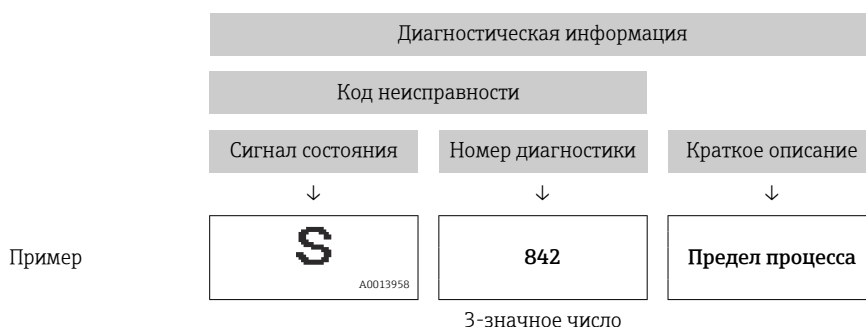 Диагностическая информация
Код неисправности
Сигнал состояния Номер диагностики Краткое описание
↓ ↓ ↓
Пример S 842 Предел процесса
A0013958
3-значное число